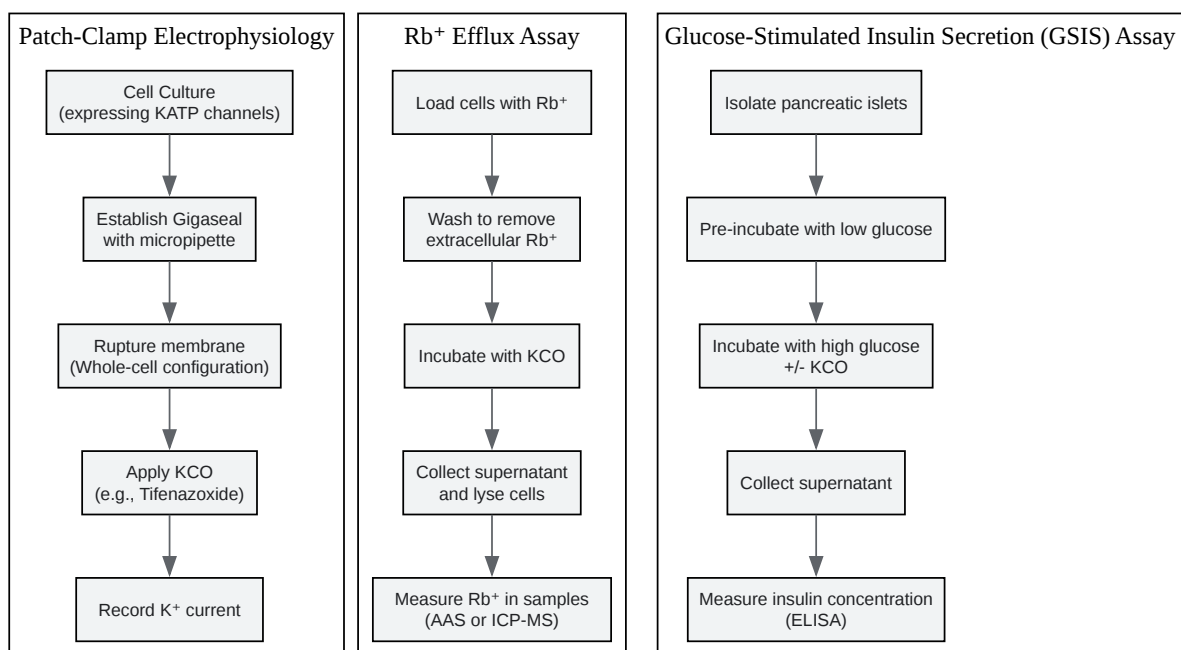 Patch-Clamp Electrophysiology
Cell Culture
(expressing KATP channels)
Establish Gigaseal
with micropipette
Rupture membrane
(Whole-cell configuration)
Apply KCO
(e.g., Tifenazoxide)
Record K⁺ current
Rb⁺ Efflux Assay
Load cells with Rb⁺
Wash to remove
extracellular Rb⁺
Incubate with KCO
Collect supernatant
and lyse cells
Measure Rb⁺ in samples
(AAS or ICP-MS)
Glucose-Stimulated Insulin Secretion (GSIS) Assay
Isolate pancreatic islets
Pre-incubate with low glucose
Incubate with high glucose
+/- KCO
Collect supernatant
Measure insulin concentration
(ELISA)